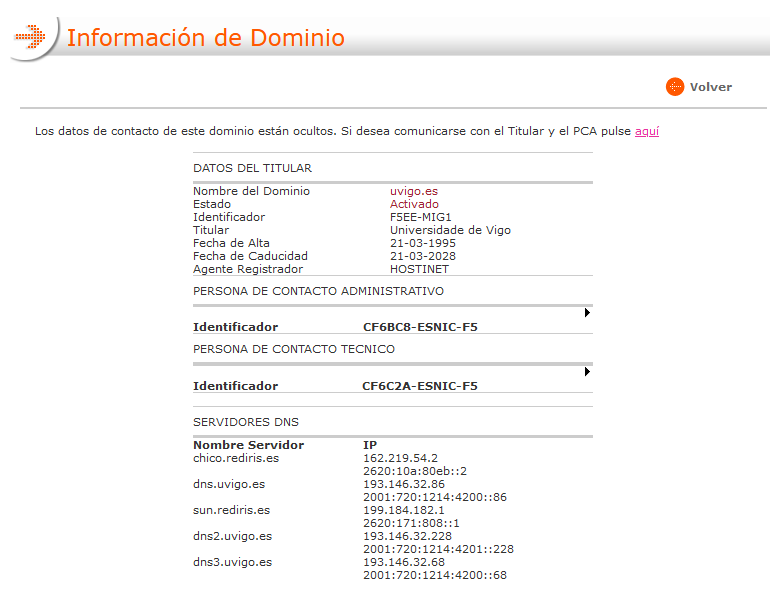 Información de Dominio
Volver
Los datos de contacto de este dominio están ocultos. Si desea comunicarse con el Titular y el PCA pulse aquí
DATOS DEL TITULAR
Nombre del Dominio uvigo.es
Estado Activado
Identificador F5EE-MIG1
Titular Universidade de Vigo
Fecha de Alta 21-03-1995
Fecha de Caducidad 21-03-2028
Agente Registrador HOSTINET
PERSONA DE CONTACTO ADMINISTRATIVO
Identificador CF6BC8-ESNIC-F5
PERSONA DE CONTACTO TECNICO
Identificador CF6C2A-ESNIC-F5
SERVIDORES DNS
Nombre Servidor IP
chico.rediris.es 162.219.54.2
2620:10a:80eb::2
dns.uvigo.es 193.146.32.86
2001:720:1214:4200::86
sun.rediris.es 199.184.182.1
2620:171:808::1
dns2.uvigo.es 193.146.32.228
2001:720:1214:4201::228
dns3.uvigo.es 193.146.32.68
2001:720:1214:4200::68